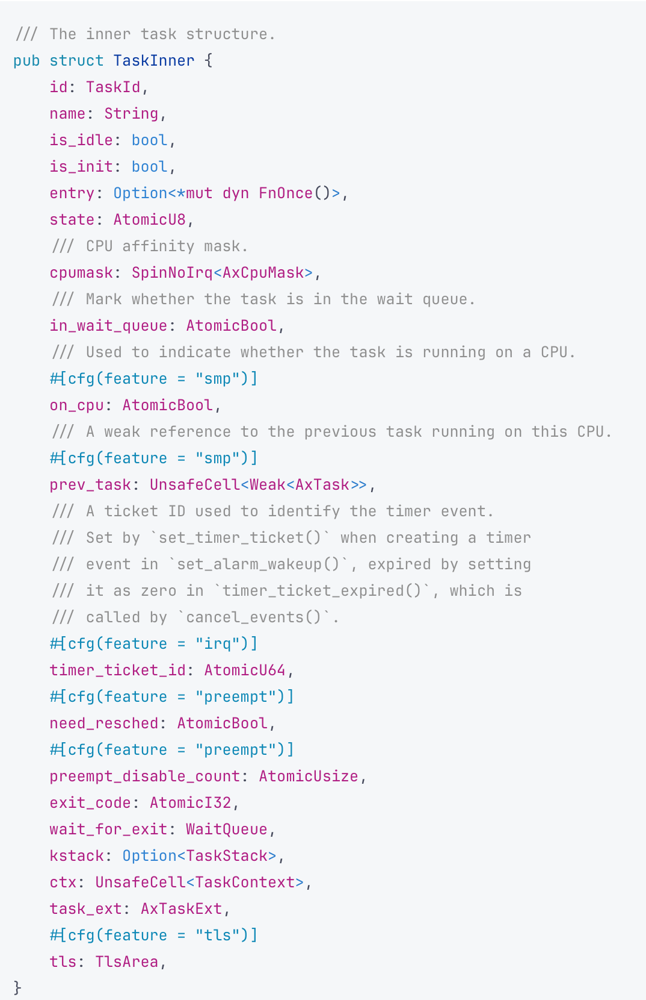 /// The inner task structure.
pub struct TaskInner {
    id: TaskId,
    name: String,
    is_idle: bool,
    is_init: bool,
    entry: Option<*mut dyn FnOnce()>,
    state: AtomicU8,
    /// CPU affinity mask.
    cpumask: SpinNoIrq<AxCpuMask>,
    /// Mark whether the task is in the wait queue.
    in_wait_queue: AtomicBool,
    /// Used to indicate whether the task is running on a CPU.
    #[cfg(feature = "smp")]
    on_cpu: AtomicBool,
    /// A weak reference to the previous task running on this CPU.
    #[cfg(feature = "smp")]
    prev_task: UnsafeCell<Weak<AxTask>>,
    /// A ticket ID used to identify the timer event.
    /// Set by `set_timer_ticket()` when creating a timer
    /// event in `set_alarm_wakeup()`, expired by setting
    /// it as zero in `timer_ticket_expired()`, which is
    /// called by `cancel_events()`.
    #[cfg(feature = "irq")]
    timer_ticket_id: AtomicU64,
    #[cfg(feature = "preempt")]
    need_resched: AtomicBool,
    #[cfg(feature = "preempt")]
    preempt_disable_count: AtomicUsize,
    exit_code: AtomicI32,
    wait_for_exit: WaitQueue,
    kstack: Option<TaskStack>,
    ctx: UnsafeCell<TaskContext>,
    task_ext: AxTaskExt,
    #[cfg(feature = "tls")]
    tls: TlsArea,
}